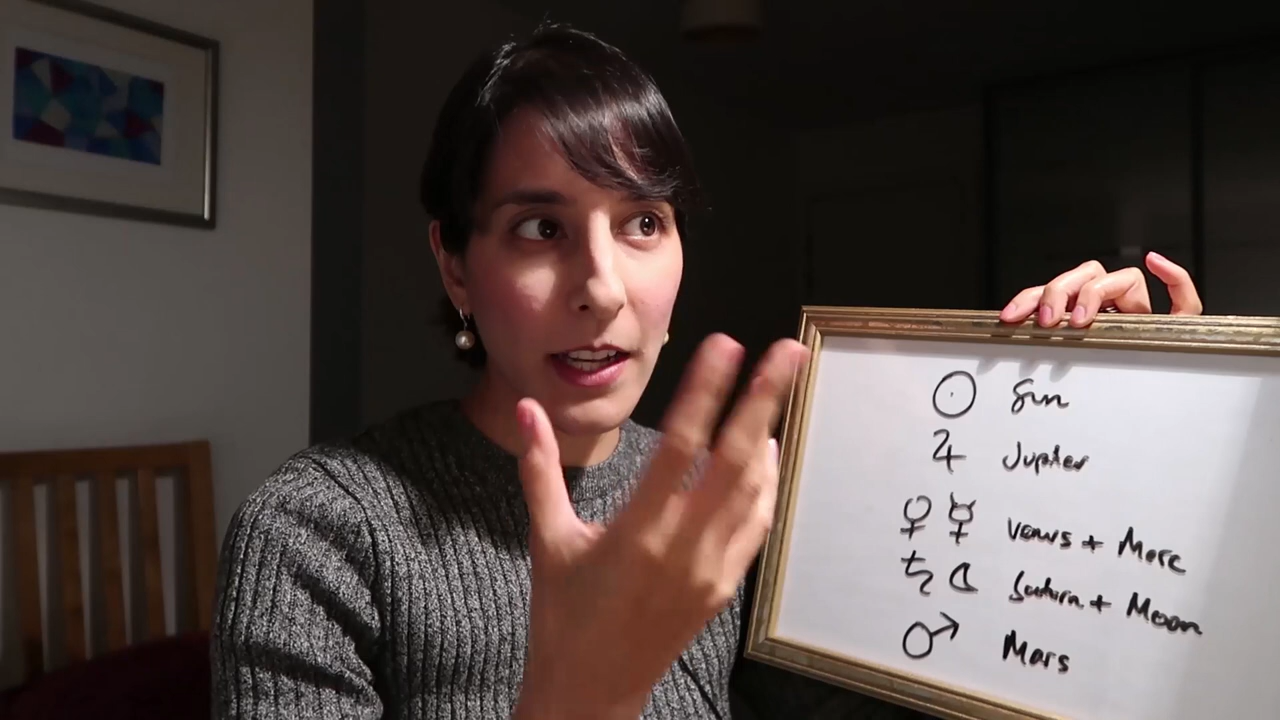 ☉ Sun
♃ Jupiter
♀ ☿ Venus + Merc
♄ ☾ Saturn + Moon
♂ Mars